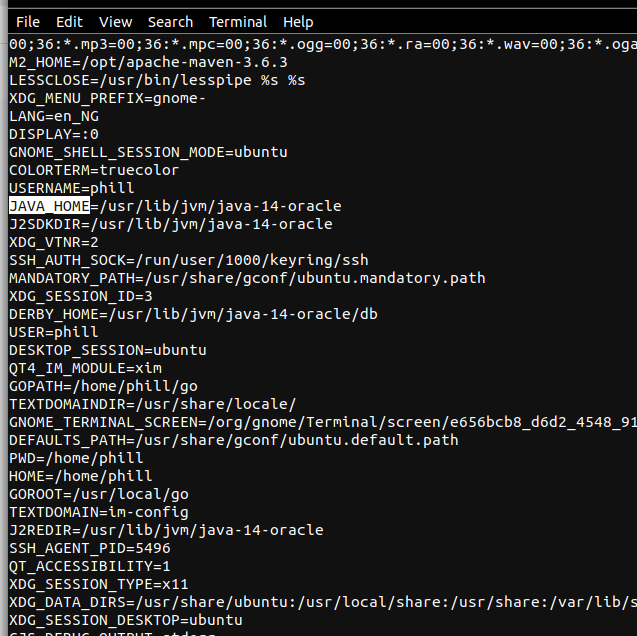 File Edit View Search Terminal Help
00;36:*.mp3=00;36:*.mpc=00;36:*.ogg=00;36:*.ra=00;36:*.wav=00;36:*.oga
M2_HOME=/opt/apache-maven-3.6.3
LESSCLOSE=/usr/bin/lesspipe %s %s
XDG_MENU_PREFIX=gnome-
LANG=en_NG
DISPLAY=:0
GNOME_SHELL_SESSION_MODE=ubuntu
COLORTERM=truecolor
USERNAME=phill
JAVA_HOME=/usr/lib/jvm/java-14-oracle
J2SDKDIR=/usr/lib/jvm/java-14-oracle
XDG_VTNR=2
SSH_AUTH_SOCK=/run/user/1000/keyring/ssh
MANDATORY_PATH=/usr/share/gconf/ubuntu.mandatory.path
XDG_SESSION_ID=3
DERBY_HOME=/usr/lib/jvm/java-14-oracle/db
USER=phill
DESKTOP_SESSION=ubuntu
QT4_IM_MODULE=xim
GOPATH=/home/phill/go
TEXTDOMAINDIR=/usr/share/locale/
GNOME_TERMINAL_SCREEN=/org/gnome/Terminal/screen/e656bcb8_d6d2_4548_91
DEFAULTS_PATH=/usr/share/gconf/ubuntu.default.path
PWD=/home/phill
HOME=/home/phill
GOROOT=/usr/local/go
TEXTDOMAIN=im-config
J2REDIR=/usr/lib/jvm/java-14-oracle
SSH_AGENT_PID=5496
QT_ACCESSIBILITY=1
XDG_SESSION_TYPE=x11
XDG_DATA_DIRS=/usr/share/ubuntu:/usr/local/share:/usr/share:/var/lib/s
XDG_SESSION_DESKTOP=ubuntu
GJS_DEBUG_OUTPUT=stderr